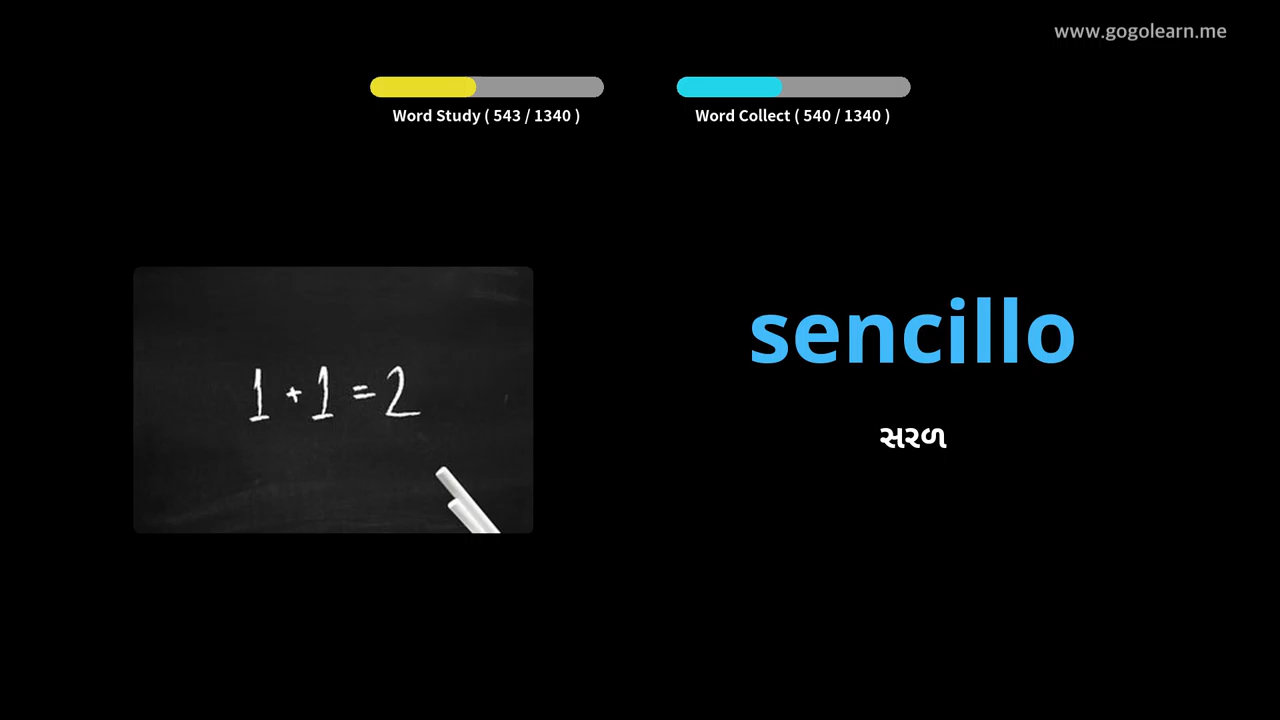 www.gogolearn.me
Word Study ( 543 / 1340 )
Word Collect ( 540 / 1340 )
1 + 1 = 2
sencillo
સરળ